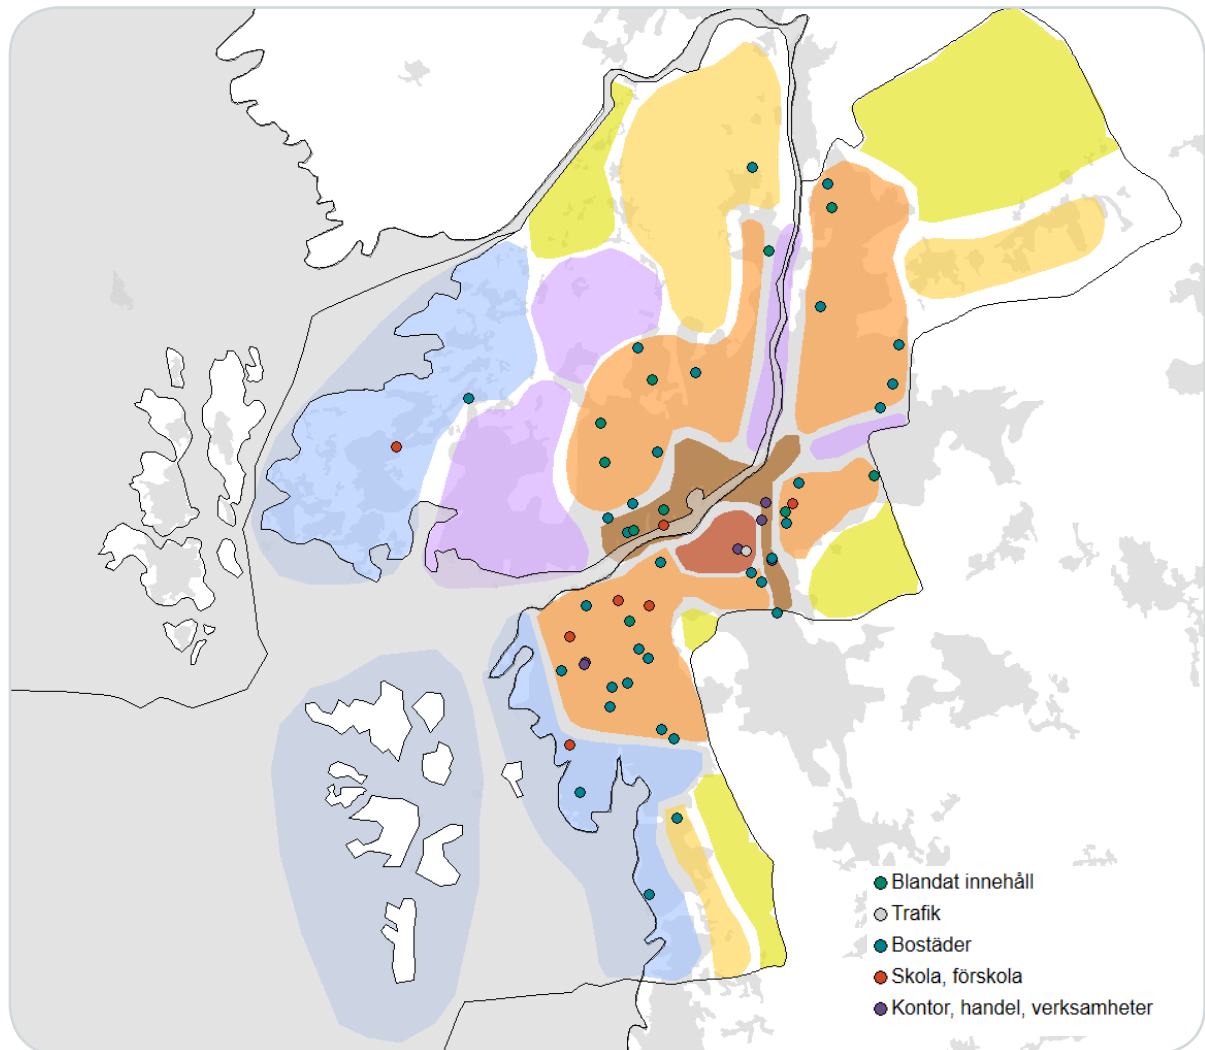 Blandat innehåll
Trafik
Bostäder
Skola, förskola
Kontor, handel, verksamheter